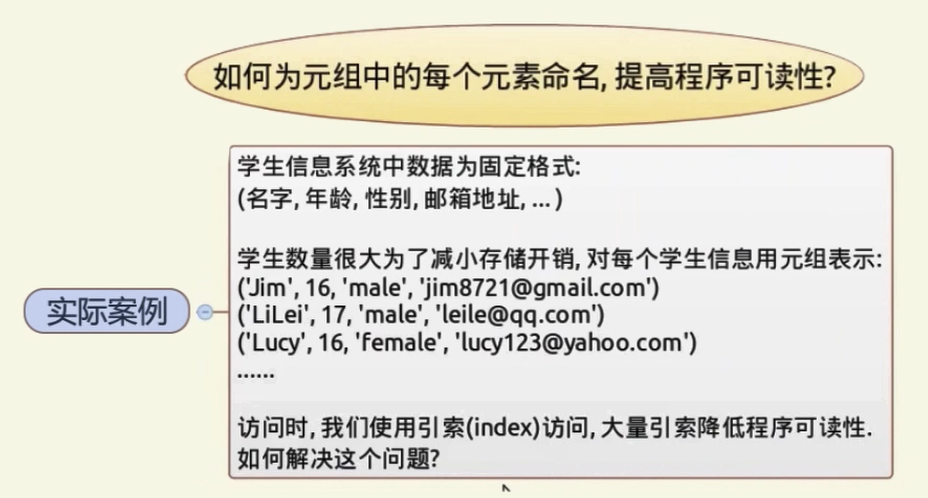 如何为元组中的每个元素命名, 提高程序可读性?
学生信息系统中数据为固定格式:
(名字, 年龄, 性别, 邮箱地址, ... )
学生数量很大为了减小存储开销, 对每个学生信息用元组表示:
('Jim', 16, 'male', 'jim8721@gmail.com')
('LiLei', 17, 'male', 'leile@qq.com')
('Lucy', 16, 'female', 'lucy123@yahoo.com')
......
访问时, 我们使用引索(index)访问, 大量引索降低程序可读性.
如何解决这个问题?
实际案例